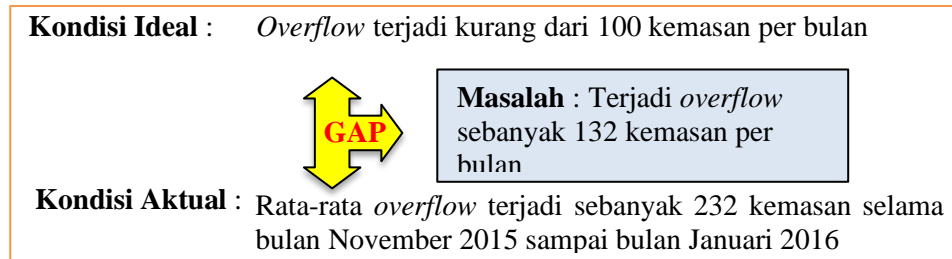 Kondisi Ideal : Overflow terjadi kurang dari 100 kemasan per bulan
Masalah : Terjadi overflow
sebanyak 132 kemasan per
bulan
GAP
Kondisi Aktual : Rata-rata overflow terjadi sebanyak 232 kemasan selama
bulan November 2015 sampai bulan Januari 2016